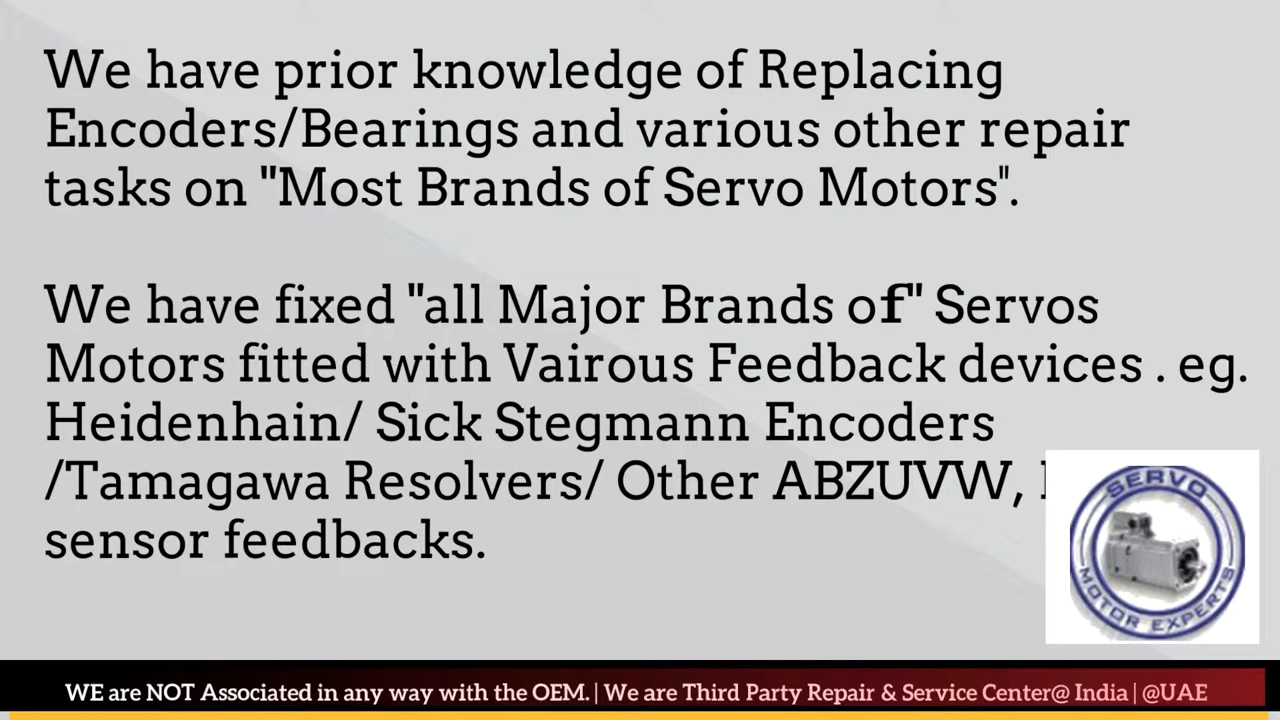 We have prior knowledge of Replacing
Encoders/Bearings and various other repair
tasks on "Most Brands of Servo Motors".
We have fixed "all Major Brands of" Servos
Motors fitted with Vairous Feedback devices . eg.
Heidenhain/ Sick Stegmann Encoders
/Tamagawa Resolvers/ Other ABZUVW,
sensor feedbacks.
SERVO
MOTOR EXPERTS
WE are NOT Associated in any way with the OEM. | We are Third Party Repair & Service Center@ India | @UAE